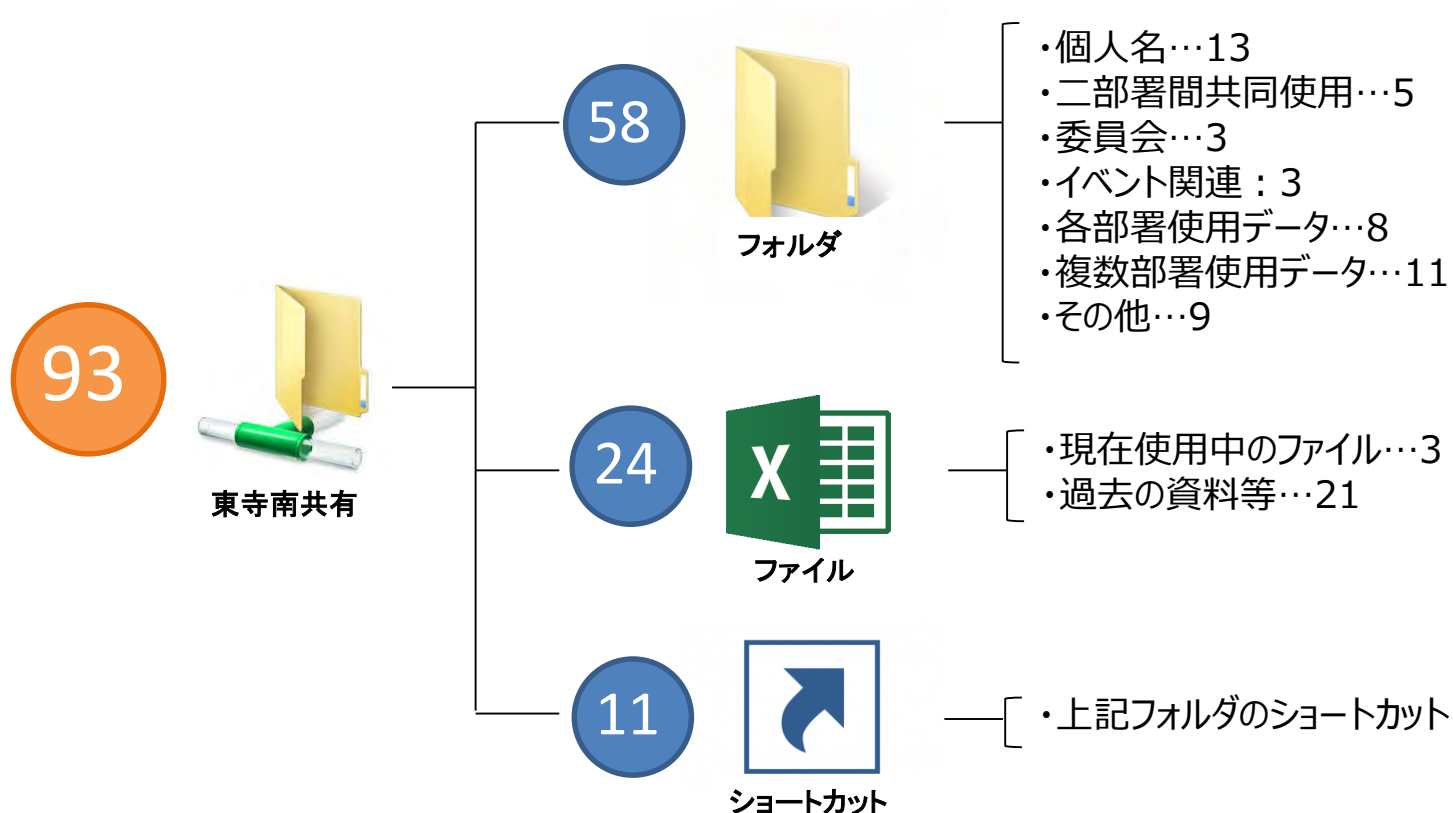 93
東寺南共有
58
フォルダ
・個人名…13
・二部署間共同使用…5
・委員会…3
・イベント関連：3
・各部署使用データ…8
・複数部署使用データ…11
・その他…9
24
X
ファイル
・現在使用中のファイル…3
・過去の資料等…21
11
ショートカット
・上記フォルダのショートカット